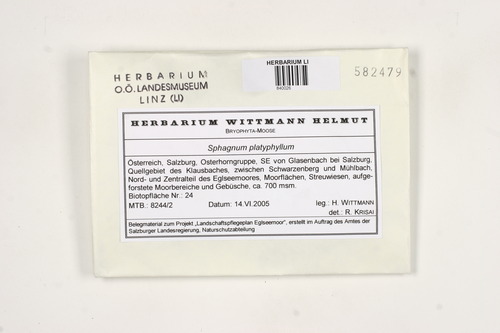 HERBARIUM
O.Ö. LANDESMUSEUM
LINZ (LI)
HERBARIUM LI
940026
582479
HERBARIUM WITTMANN HELMUT
BRYOPHYTA-MOOSE
Sphagnum platyphyllum
Österreich, Salzburg, Osterhorngruppe, SE von Glasenbach bei Salzburg,
Quellgebiet des Klausbaches, zwischen Schwarzenberg und Mühlbach,
Nord- und Zentralteil des Eglseemoores, Moorflächen, Streuwiesen, aufge-
forstete Moorbereiche und Gebüsche, ca. 700 msm.
Biotopfläche Nr.: 24
MTB.: 8244/2 Datum: 14.VI.2005 leg.: H. WITTMANN
det.: R. KRISAI
Belegmaterial zum Projekt „Landschaftspflegeplan Eglseemoor", erstellt im Auftrag des Amtes der
Salzburger Landesregierung, Naturschutzabteilung